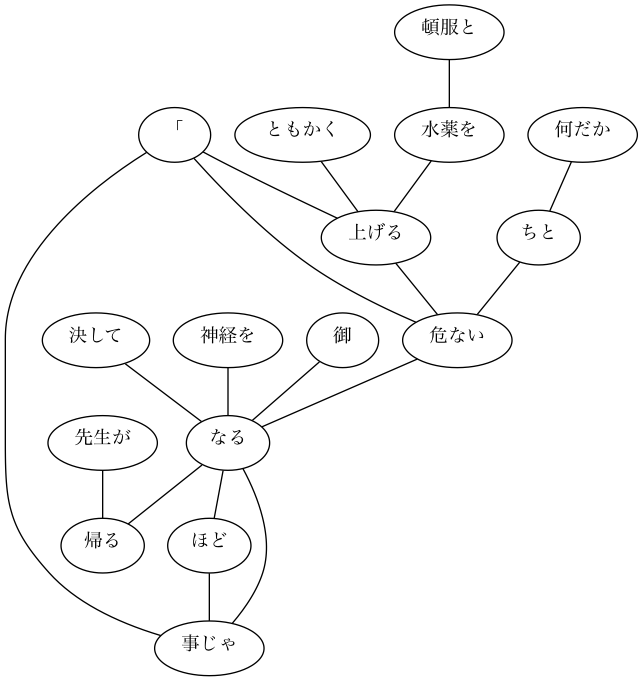 頓服と
「
ともかく
水薬を
何だか
上げる
ちと
決して
神経を
御
危ない
先生が
なる
帰る
ほど
事じゃ